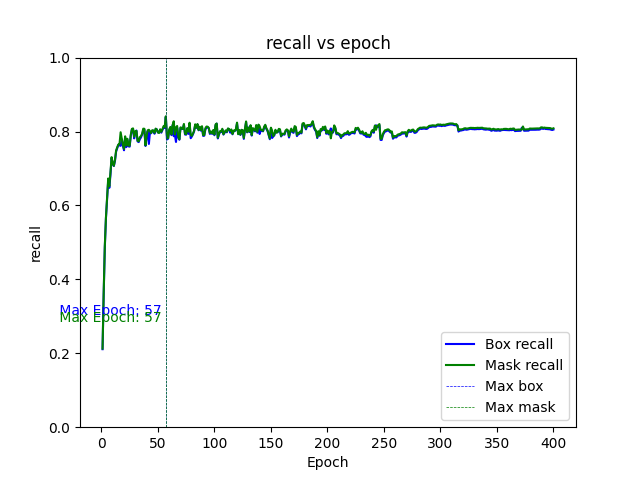 recall vs epoch
1.0
0.8
0.6
0.4
0.2
0.0
recall
Max Epoch: 57
Max Epoch: 57
Box recall
Mask recall
Max box
Max mask
0 50 100 150 200 250 300 350 400
Epoch